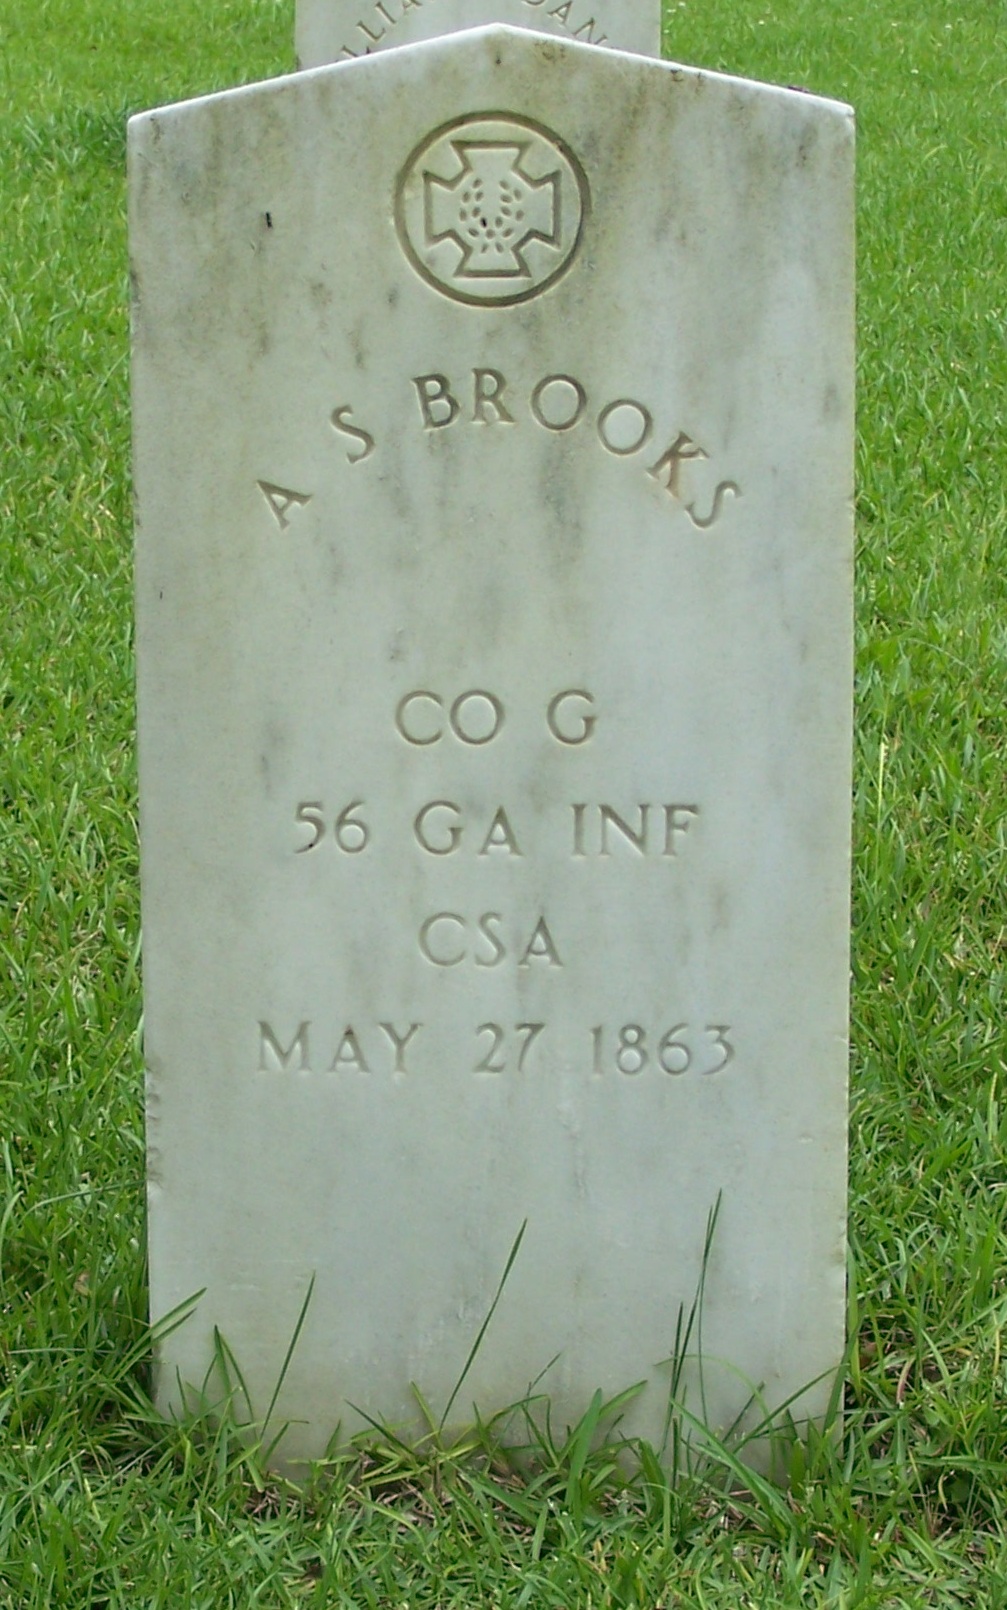 A S BROOKS
CO G
56 GA INF
CSA
MAY 27 1863